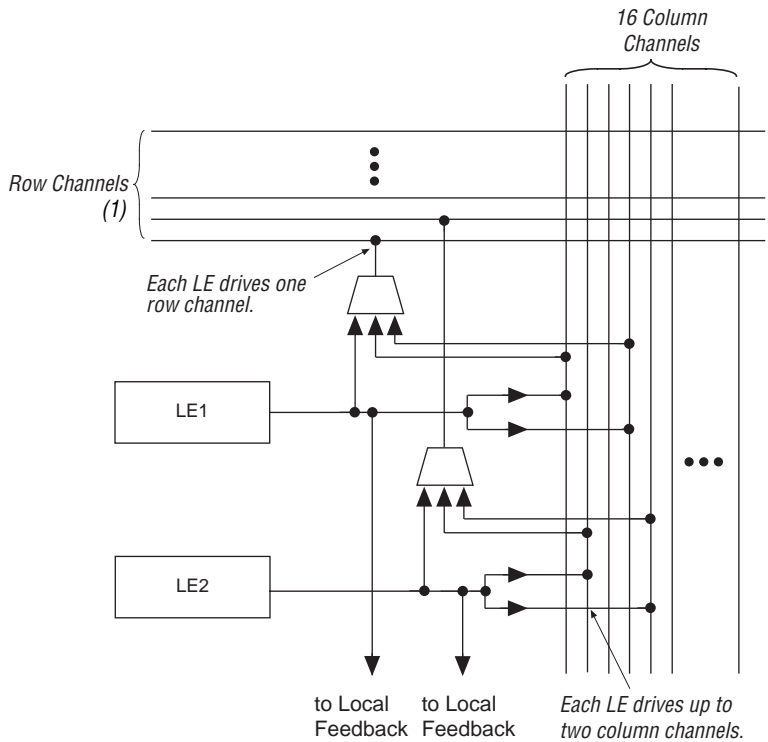 16 Column
Channels
Row Channels
(1)
Each LE drives one
row channel.
LE1
LE2
to Local
Feedback
to Local
Feedback
Each LE drives up to
two column channels.